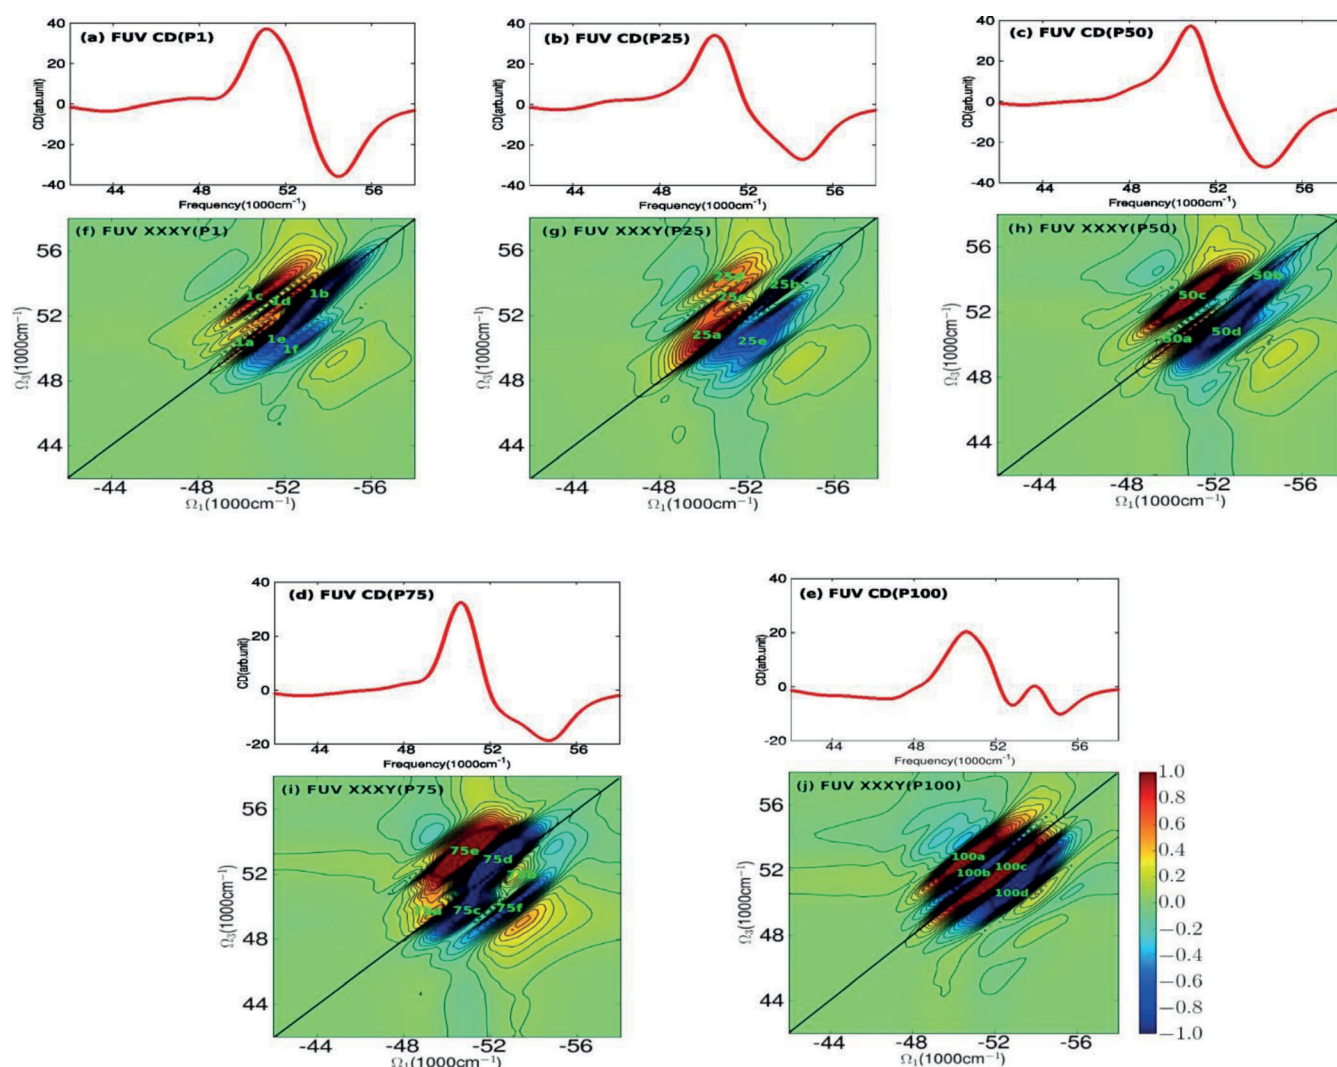 (a) FUV CD(P1)
40
20
0
-20
-40
CD(arb.unit)
44 48 52 56
Frequency(1000cm⁻¹)
(b) FUV CD(P25)
40
20
0
-20
-40
CD(arb.unit)
44 48 52 56
Frequency(1000cm⁻¹)
(c) FUV CD(P50)
40
20
0
-20
-40
CD(arb.unit)
44 48 52 56
Frequency(1000cm⁻¹)
(f) FUV XXXY(P1)
56
52
48
44
Ω₃(1000cm⁻¹)
1c 1d 1b
1a 1e
1f
-44 -48 -52 -56
Ω₁(1000cm⁻¹)
(g) FUV XXXY(P25)
56
52
48
44
Ω₃(1000cm⁻¹)
25b
25a 25e
-44 -48 -52 -56
Ω₁(1000cm⁻¹)
(h) FUV XXXY(P50)
56
52
48
44
Ω₃(1000cm⁻¹)
50b
50c
50d
50a
-44 -48 -52 -56
Ω₁(1000cm⁻¹)
(d) FUV CD(P75)
40
20
0
-20
CD(arb.unit)
44 48 52 56
Frequency(1000cm⁻¹)
(e) FUV CD(P100)
40
20
0
-20
CD(arb.unit)
44 48 52 56
Frequency(1000cm⁻¹)
(i) FUV XXXY(P75)
56
52
48
44
Ω₃(1000cm⁻¹)
75e
75d
75c 75f
-44 -48 -52 -56
Ω₁(1000cm⁻¹)
(j) FUV XXXY(P100)
56
52
48
44
Ω₃(1000cm⁻¹)
100a
100b 100c
100d
-44 -48 -52 -56
Ω₁(1000cm⁻¹)
1.0
0.8
0.6
0.4
0.2
0.0
−0.2
−0.4
−0.6
−0.8
−1.0